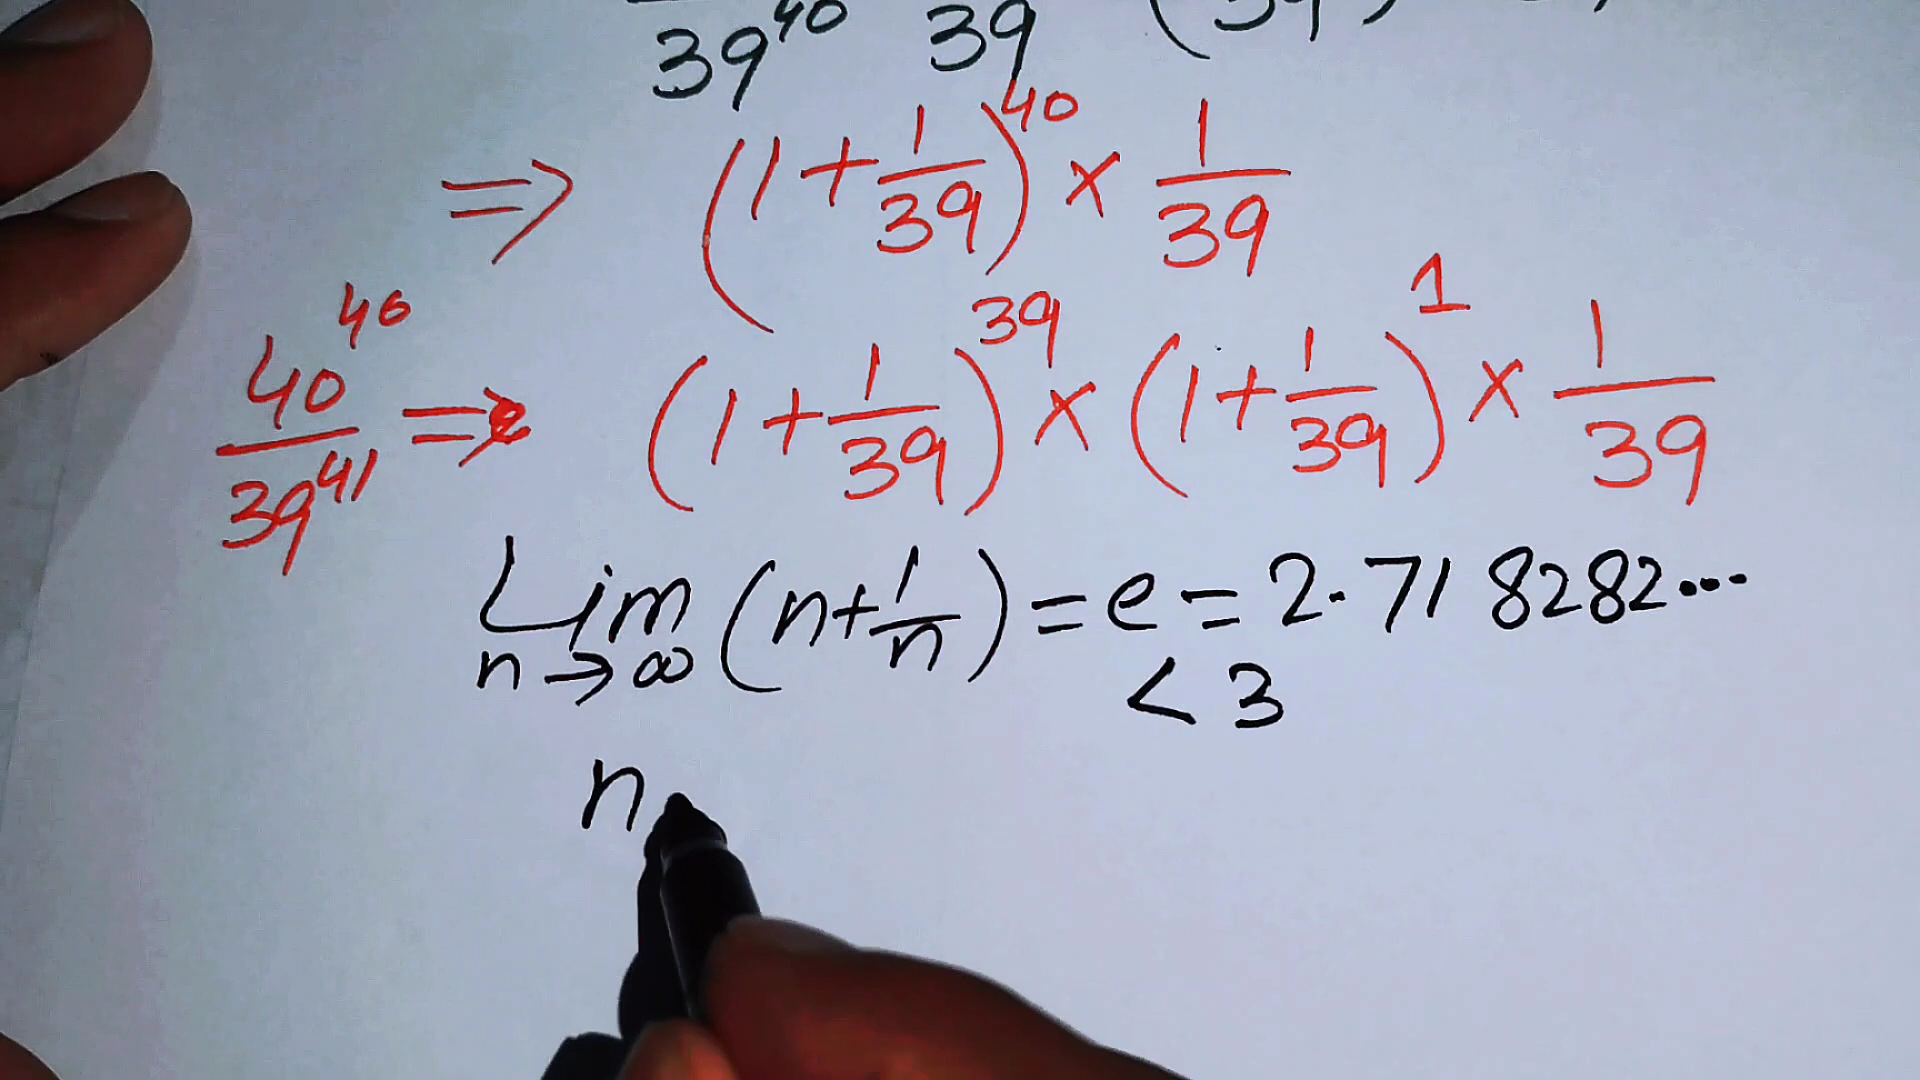 39^40 39 (39)
=> (1+1/39)^40 × 1/39
40^40/39^41 => (1+1/39)^39 × (1+1/39)^1 × 1/39
Lim n→∞ (n+1/n) = e = 2.718282...
< 3
n